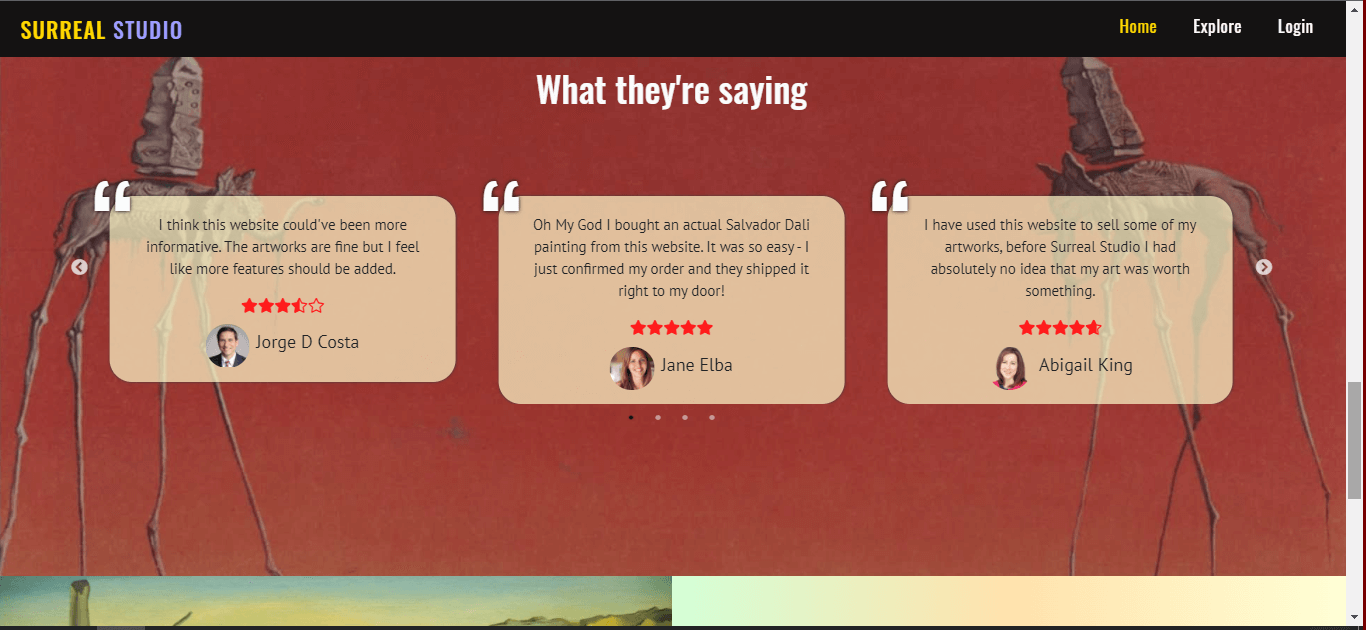 SURREAL STUDIO
Home Explore Login
What they're saying
I think this website could've been more
informative. The artworks are fine but I feel
like more features should be added.
Jorge D Costa
Oh My God I bought an actual Salvador Dali
painting from this website. It was so easy - I
just confirmed my order and they shipped it
right to my door!
Jane Elba
I have used this website to sell some of my
artworks, before Surreal Studio I had
absolutely no idea that my art was worth
something.
Abigail King